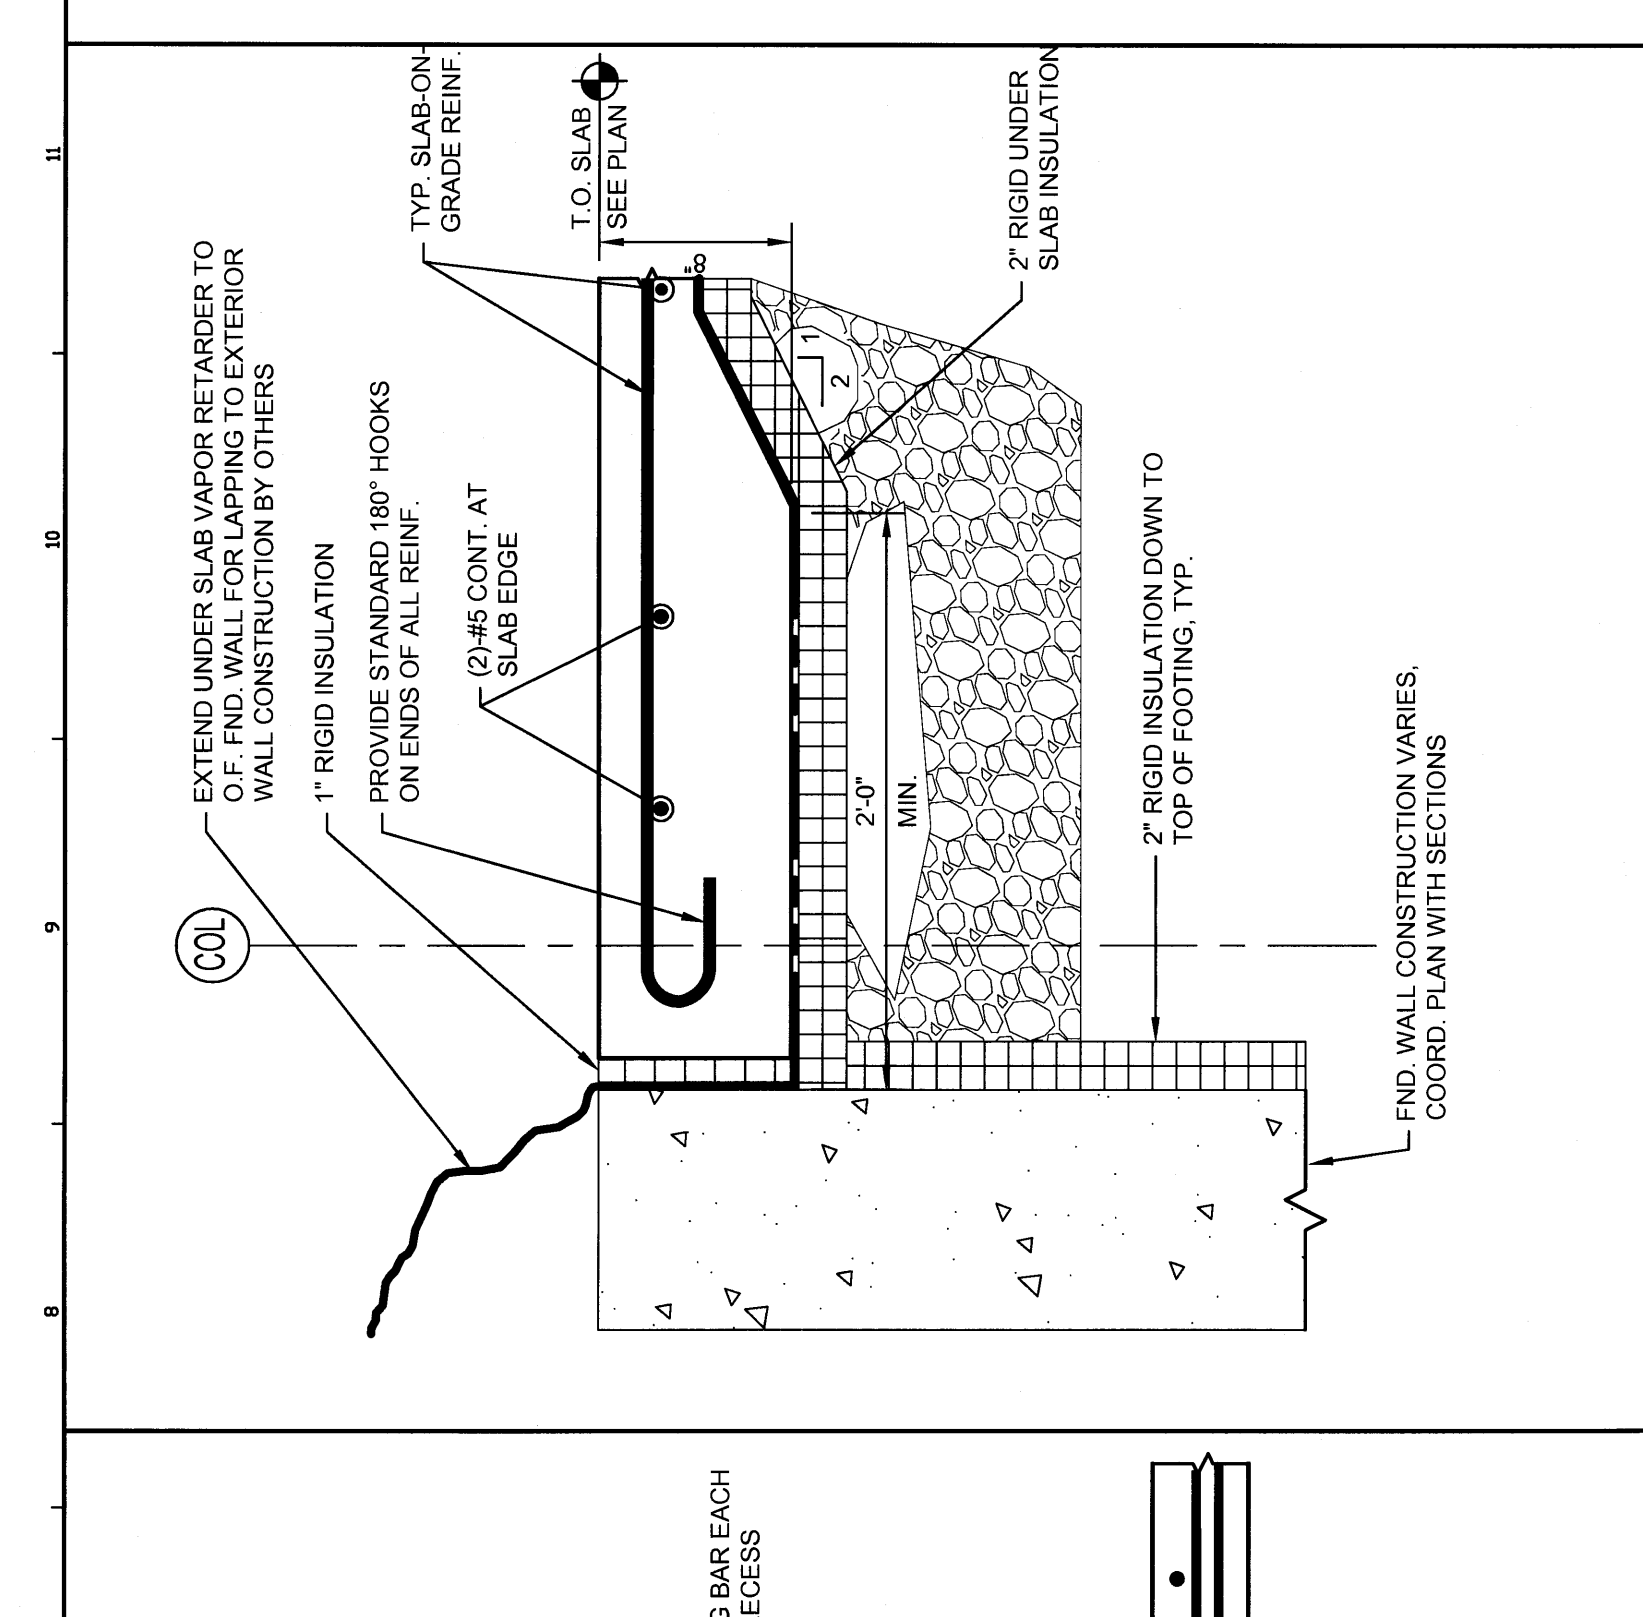 EXTEND UNDER SLAB VAPOR RETARDER TO
O.F. FND. WALL FOR LAPPING TO EXTERIOR
WALL CONSTRUCTION BY OTHERS
1" RIGID INSULATION
PROVIDE STANDARD 180° HOOKS
ON ENDS OF ALL REINF.
(2)-#5 CONT. AT
SLAB EDGE
TYP. SLAB-ON-
GRADE REINF.
T.O. SLAB
SEE PLAN
8"
1
2
2" RIGID UNDER
SLAB INSULATION
2'-0"
MIN.
2" RIGID INSULATION DOWN TO
TOP OF FOOTING, TYP.
FND. WALL CONSTRUCTION VARIES,
COORD. PLAN WITH SECTIONS
COL
8
9
10
11
BAR EACH